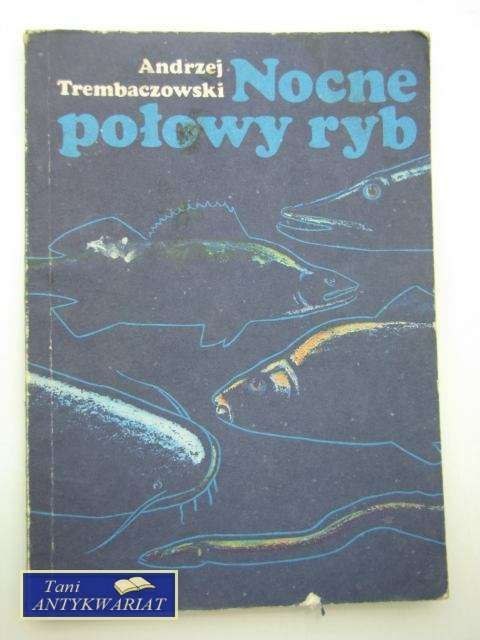 Andrzej
Trembaczowski
Nocne
połowy ryb
Tani
ANTYKWARIAT